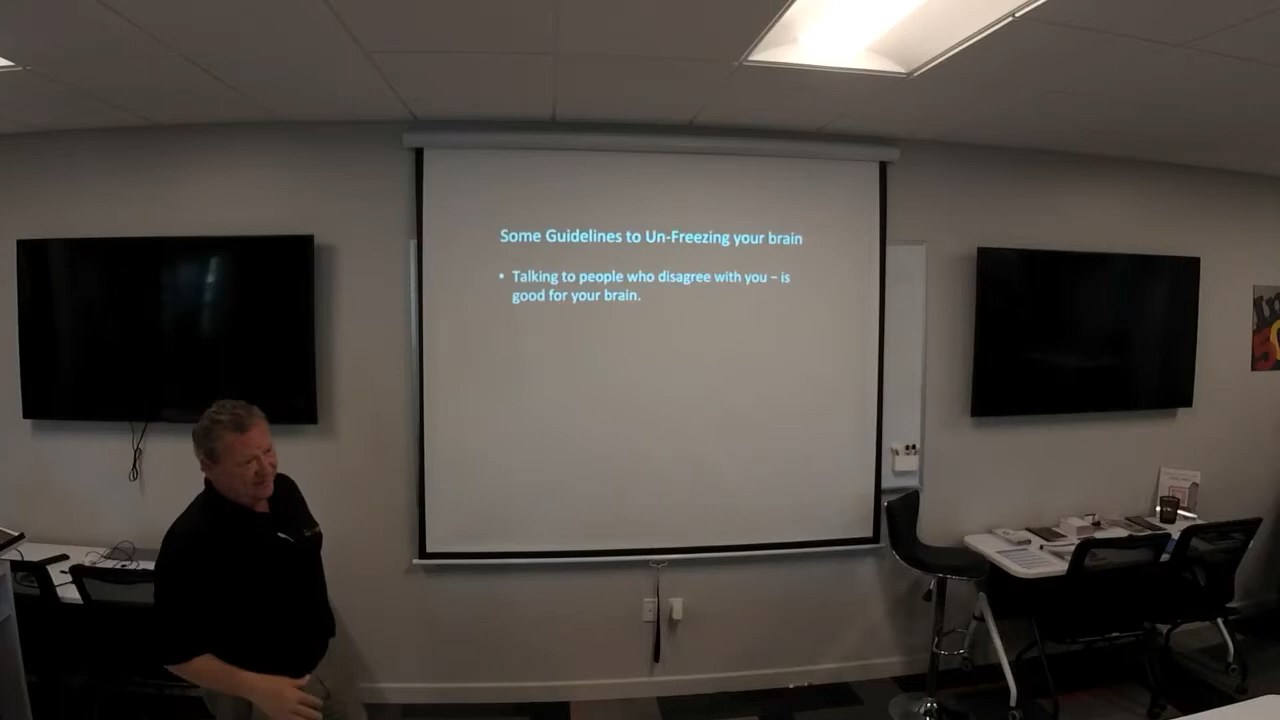 Some Guidelines to Un-Freezing your brain
• Talking to people who disagree with you – is
good for your brain.